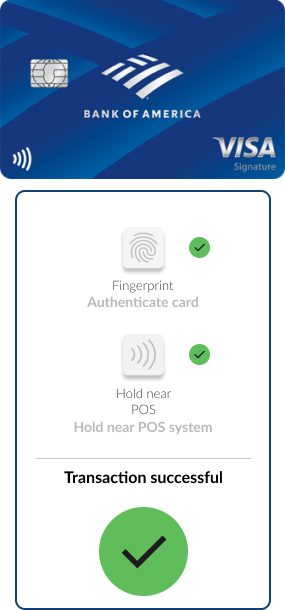 BANK OF AMERICA
VISA
Signature
Fingerprint
Authenticate card
Hold near
POS
Hold near POS system
Transaction successful